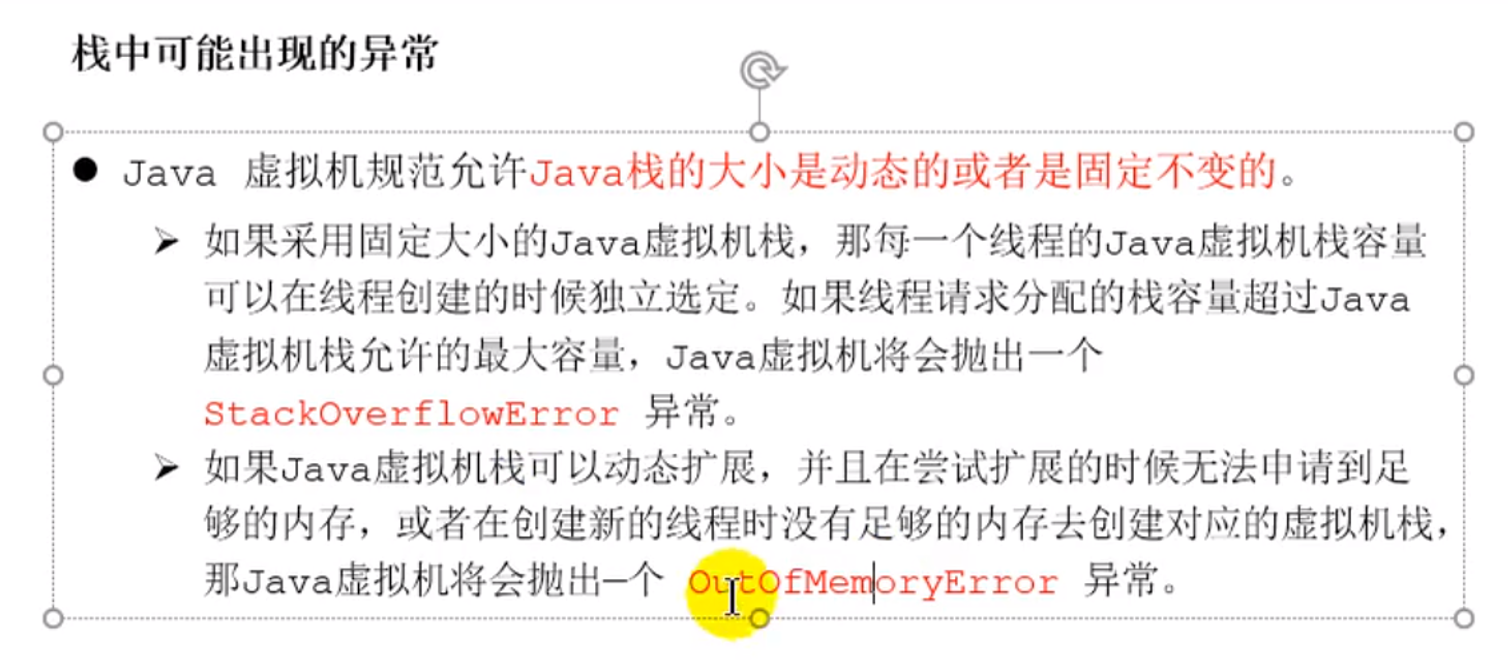 栈中可能出现的异常
● Java 虚拟机规范允许Java栈的大小是动态的或者是固定不变的。
➢ 如果采用固定大小的Java虚拟机栈，那每一个线程的Java虚拟机栈容量
可以在线程创建的时候独立选定。如果线程请求分配的栈容量超过Java
虚拟机栈允许的最大容量，Java虚拟机将会抛出一个
StackOverflowError 异常。
➢ 如果Java虚拟机栈可以动态扩展，并且在尝试扩展的时候无法申请到足
够的内存，或者在创建新的线程时没有足够的内存去创建对应的虚拟机栈，
那Java虚拟机将会抛出一个 OutOfMemoryError 异常。